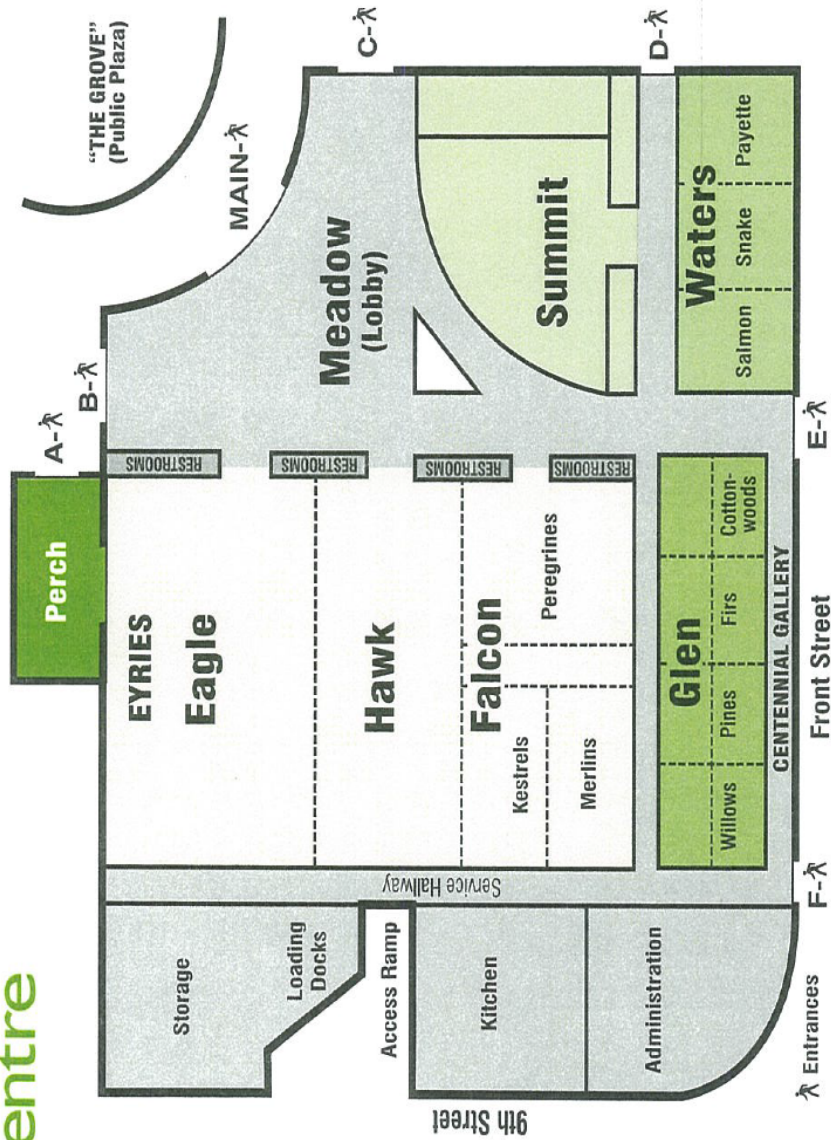 entre
"THE GROVE"
(Public Plaza)
MAIN-
A-
B-
C-
D-
E-
F-
Perch
EYRIES
Eagle
Hawk
Falcon
Peregrines
Kestrels
Merlins
RESTROOMS
RESTROOMS
RESTROOMS
RESTROOMS
Meadow
(Lobby)
Summit
Waters
Salmon
Snake
Payette
Glen
Willows
Pines
Firs
Cotton-
woods
CENTENNIAL GALLERY
Front Street
Service Hallway
Storage
Loading
Docks
Access Ramp
Kitchen
Administration
9th Street
Entrances